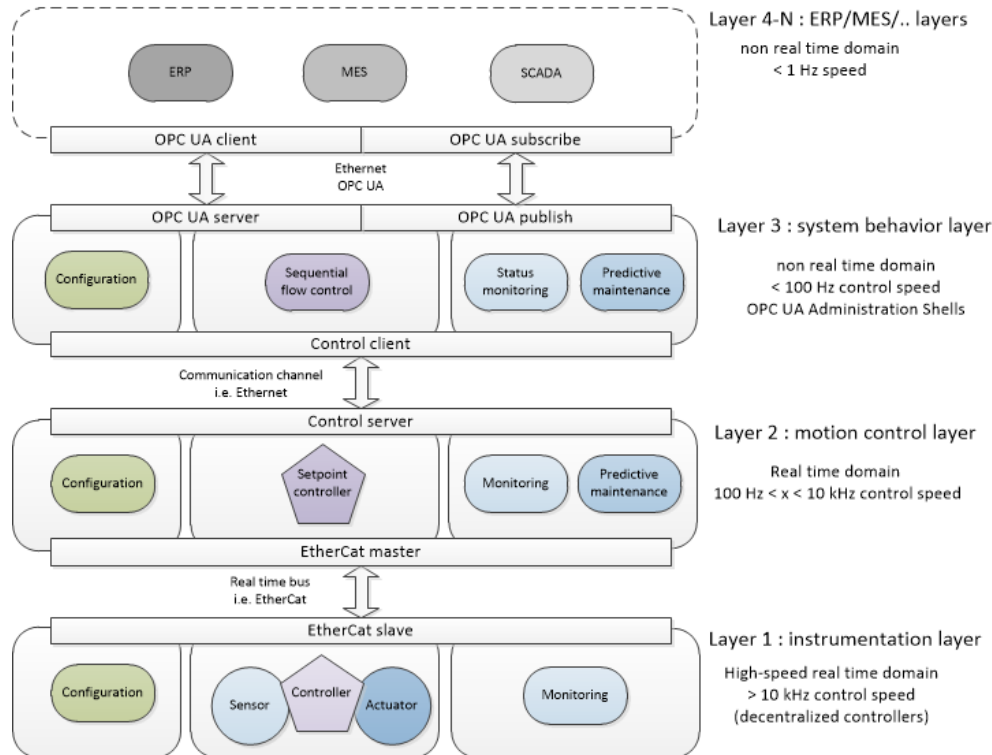 Layer 4-N : ERP/MES/.. layers
non real time domain
< 1 Hz speed
ERP
MES
SCADA
OPC UA client
OPC UA subscribe
Ethernet
OPC UA
OPC UA server
OPC UA publish
Layer 3 : system behavior layer
non real time domain
< 100 Hz control speed
OPC UA Administration Shells
Configuration
Sequential
flow control
Status
monitoring
Predictive
maintenance
Control client
Communication channel
i.e. Ethernet
Control server
Layer 2 : motion control layer
Real time domain
100 Hz < x < 10 kHz control speed
Configuration
Setpoint
controller
Monitoring
Predictive
maintenance
EtherCat master
Real time bus
i.e. EtherCat
EtherCat slave
Layer 1 : instrumentation layer
High-speed real time domain
> 10 kHz control speed
(decentralized controllers)
Configuration
Sensor
Controller
Actuator
Monitoring